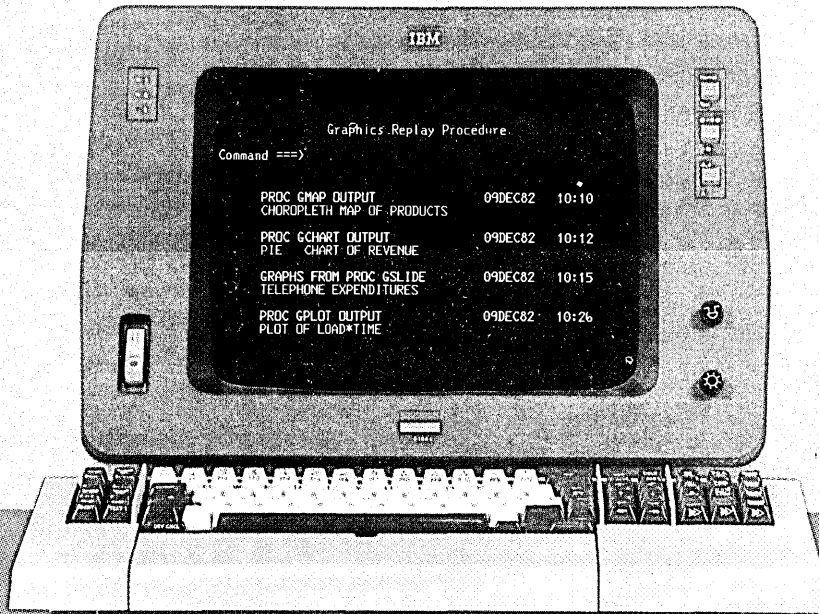 IBM
Graphics Replay Procedure
Command ===>
PROC GMAP OUTPUT 09DEC82 10:10
CHOROPLETH MAP OF PRODUCTS
PROC GCHART OUTPUT 09DEC82 10:12
PIE CHART OF REVENUE
GRAPHS FROM PROC GSLIDE 09DEC82 10:15
TELEPHONE EXPENDITURES
PROC GPLOT OUTPUT 09DEC82 10:26
PLOT OF LOAD*TIME